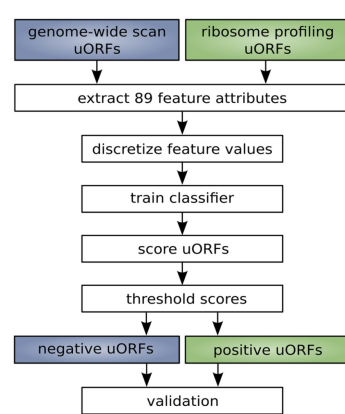 genome-wide scan
uORFs
ribosome profiling
uORFs
extract 89 feature attributes
discretize feature values
train classifier
score uORFs
threshold scores
negative uORFs
positive uORFs
validation